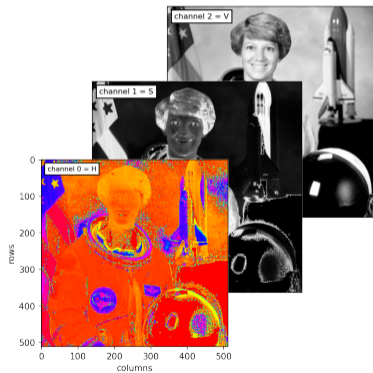 channel 2 = V
channel 1 = S
channel 0 = H
0
100
200
300
400
500
rows
0 100 200 300 400 500
columns